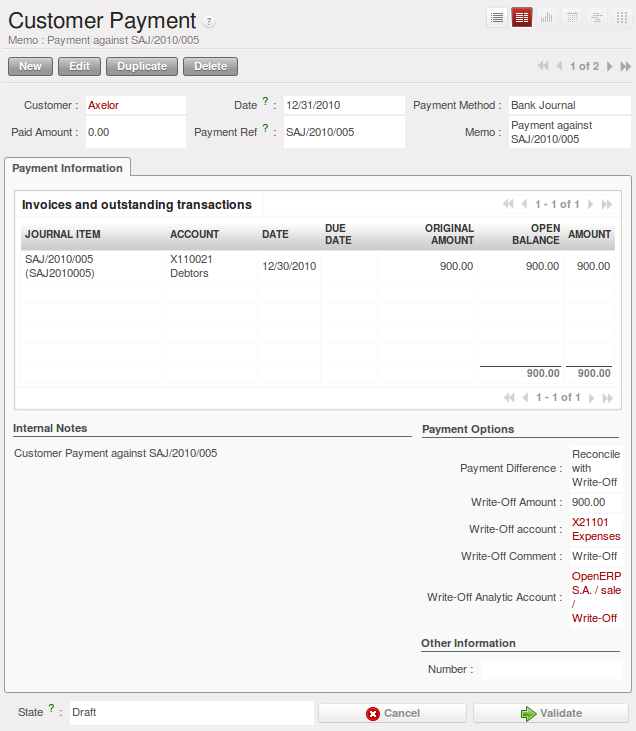 Customer Payment ?
Memo : Payment against SAJ/2010/005
New Edit Duplicate Delete 1 of 2
Customer : Axelor Date ? : 12/31/2010 Payment Method : Bank Journal
Paid Amount : 0.00 Payment Ref ? : SAJ/2010/005 Memo : Payment against
SAJ/2010/005
Payment Information
Invoices and outstanding transactions 1 - 1 of 1
JOURNAL ITEM ACCOUNT DATE DUE DATE ORIGINAL AMOUNT OPEN BALANCE AMOUNT
SAJ/2010/005 X110021 12/30/2010 900.00 900.00 900.00
(SAJ2010005) Debtors
900.00 900.00
1 - 1 of 1
Internal Notes
Customer Payment against SAJ/2010/005
Payment Options
Payment Difference : Reconcile
with
Write-Off
Write-Off Amount : 900.00
Write-Off account : X21101
Expenses
Write-Off Comment : Write-Off
Write-Off Analytic Account : OpenERP
S.A. / sale
/
Write-Off
Other Information
Number :
State ? : Draft Cancel Validate